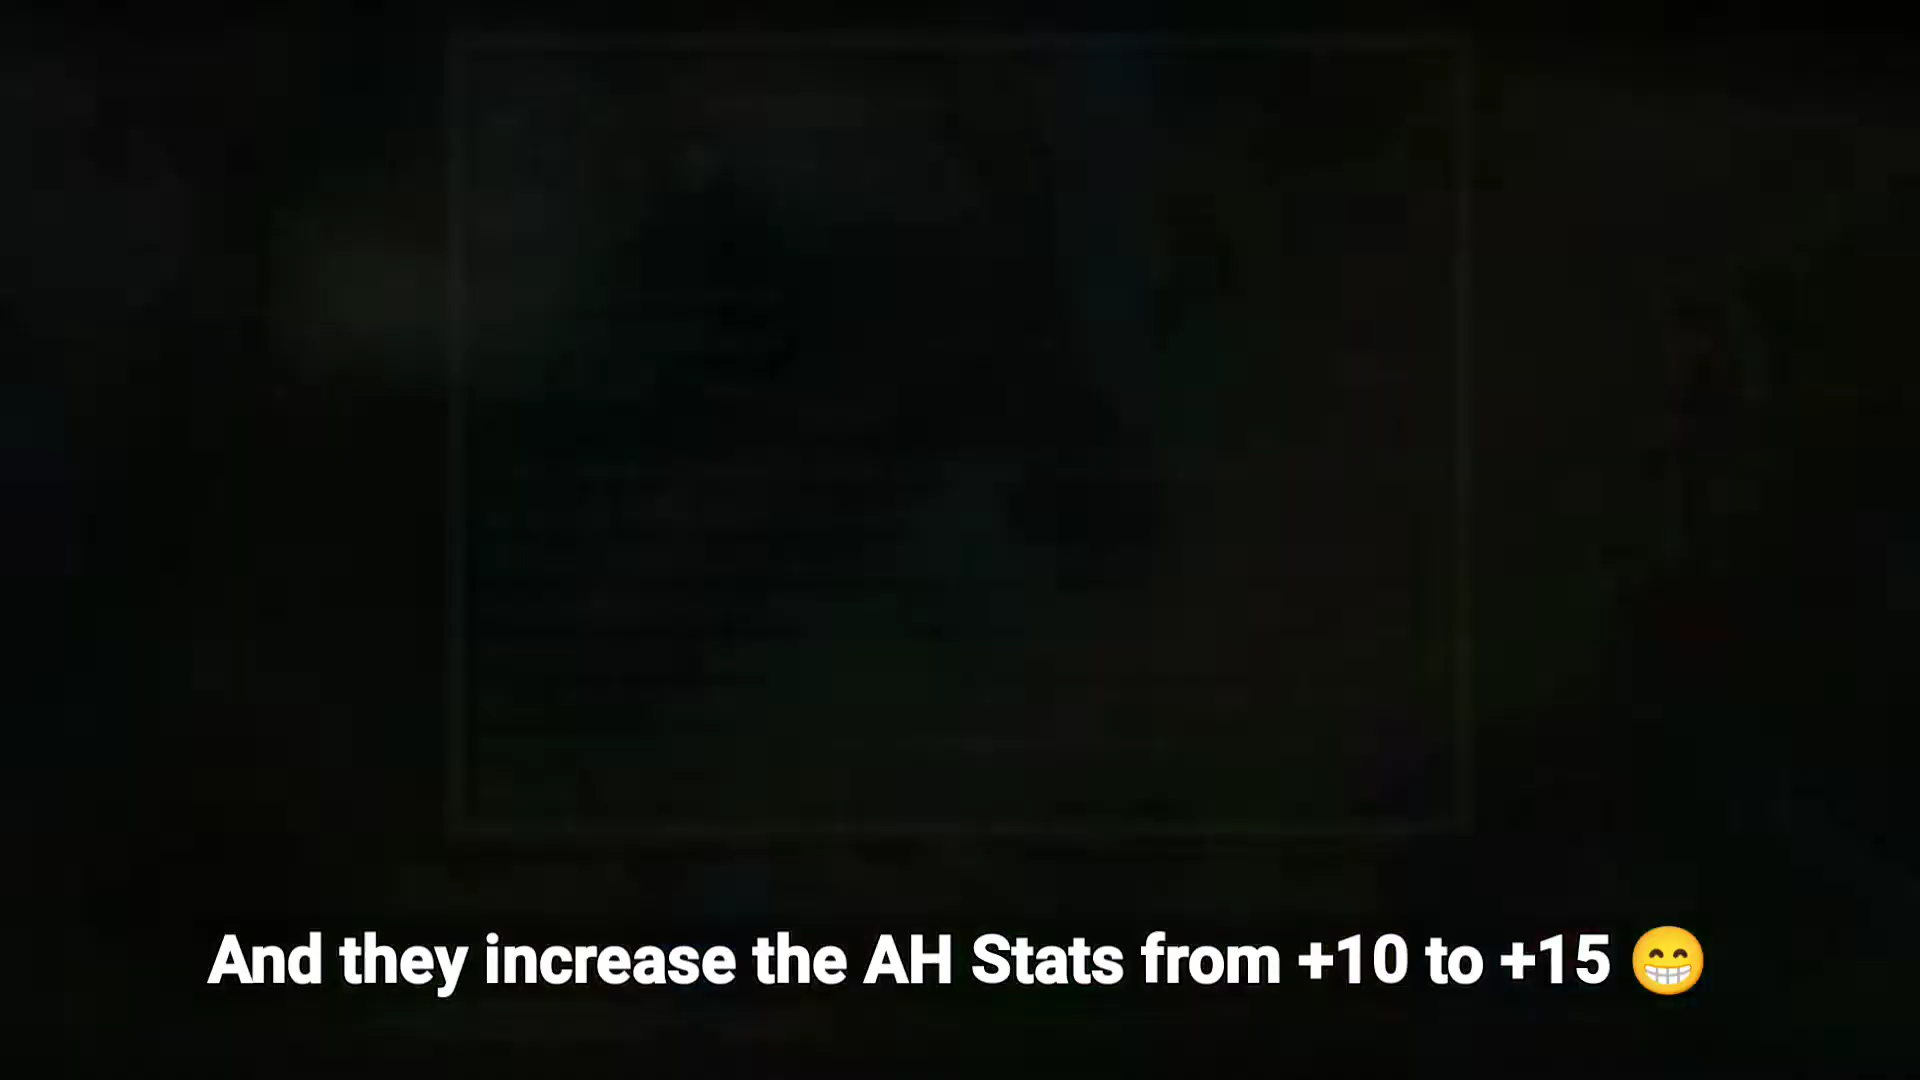 And they increase the AH Stats from +10 to +15 😁